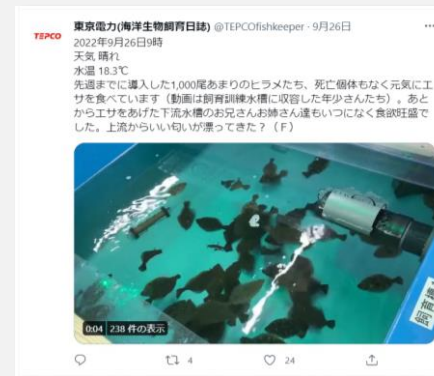 TEPCO
東京電力(海洋生物飼育日誌) @TEPCOfishkeeper · 9月26日
2022年9月26日9時
天気 晴れ
水温 18.3℃
先週までに導入した1,000尾あまりのヒラメたち、死亡個体もなく元気にエ
サを食べています（動画は飼育訓練水槽に収容した年少さんたち）。あと
からエサをあげた下流水槽のお兄さんお姉さん達もいつになく食欲旺盛で
した。上流からいい匂いが漂ってきた？（F）
飼育訓練
0:04 238 件の表示
4
24